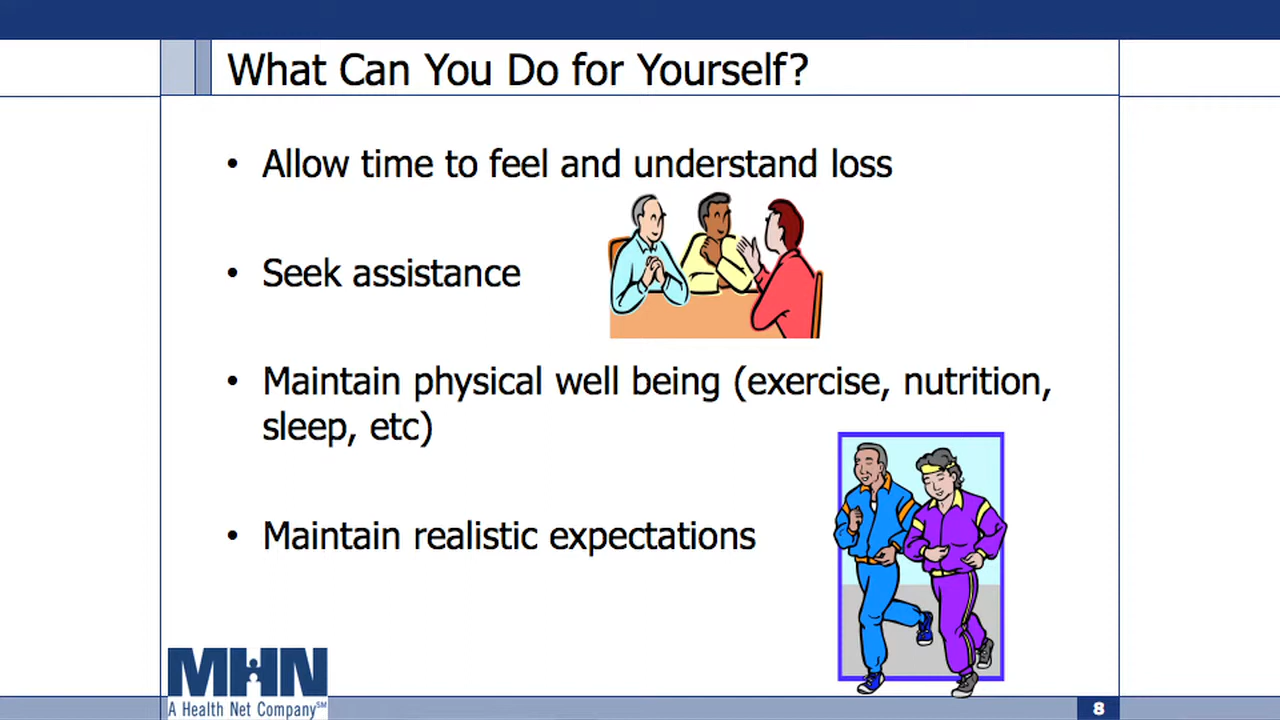 What Can You Do for Yourself?
• Allow time to feel and understand loss
• Seek assistance
• Maintain physical well being (exercise, nutrition,
sleep, etc)
• Maintain realistic expectations
MHN
A Health Net Company℠
8